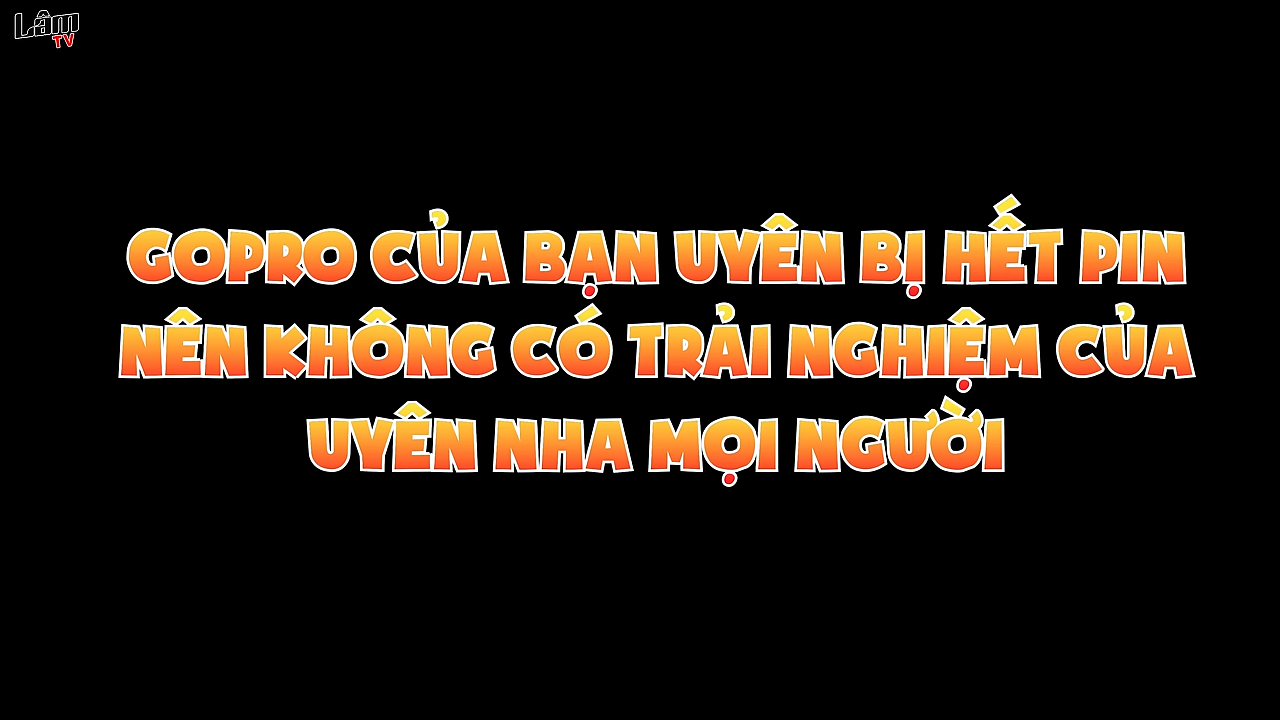 Lâm
TV
GOPRO CỦA BẠN UYÊN BỊ HẾT PIN
NÊN KHÔNG CÓ TRẢI NGHIỆM CỦA
UYÊN NHA MỌI NGƯỜI